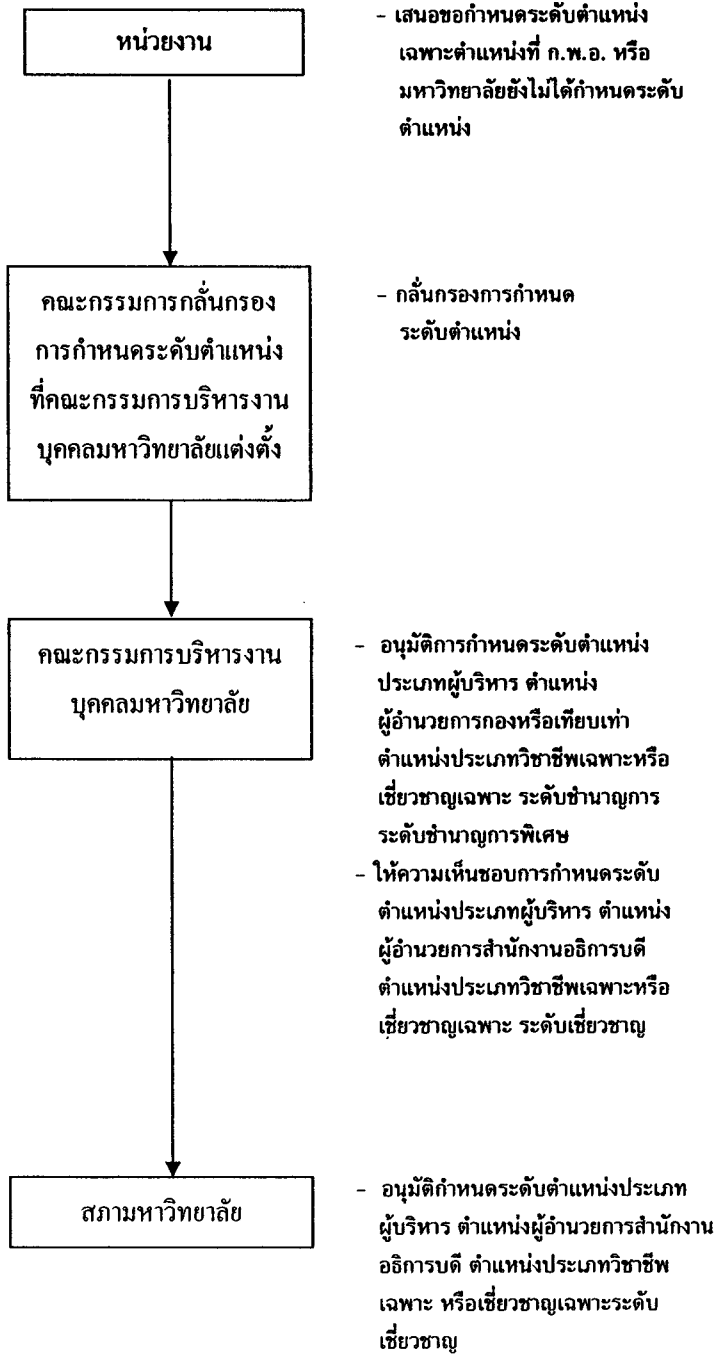 หน่วยงาน
- เสนอขอกำหนดระดับตำแหน่ง
เฉพาะตำแหน่งที่ ก.พ.อ. หรือ
มหาวิทยาลัยยังไม่ได้กำหนดระดับ
ตำแหน่ง
คณะกรรมการกลั่นกรอง
การกำหนดระดับตำแหน่ง
ที่คณะกรรมการบริหารงาน
บุคคลมหาวิทยาลัยแต่งตั้ง
- กลั่นกรองการกำหนด
ระดับตำแหน่ง
คณะกรรมการบริหารงาน
บุคคลมหาวิทยาลัย
- อนุมัติการกำหนดระดับตำแหน่ง
ประเภทผู้บริหาร ตำแหน่ง
ผู้อำนวยการกองหรือเทียบเท่า
ตำแหน่งประเภทวิชาชีพเฉพาะหรือ
เชี่ยวชาญเฉพาะ ระดับชำนาญการ
ระดับชำนาญการพิเศษ
- ให้ความเห็นชอบการกำหนดระดับ
ตำแหน่งประเภทผู้บริหาร ตำแหน่ง
ผู้อำนวยการสำนักงานอธิการบดี
ตำแหน่งประเภทวิชาชีพเฉพาะหรือ
เชี่ยวชาญเฉพาะ ระดับเชี่ยวชาญ
สภามหาวิทยาลัย
- อนุมัติกำหนดระดับตำแหน่งประเภท
ผู้บริหาร ตำแหน่งผู้อำนวยการสำนักงาน
อธิการบดี ตำแหน่งประเภทวิชาชีพ
เฉพาะ หรือเชี่ยวชาญเฉพาะระดับ
เชี่ยวชาญ